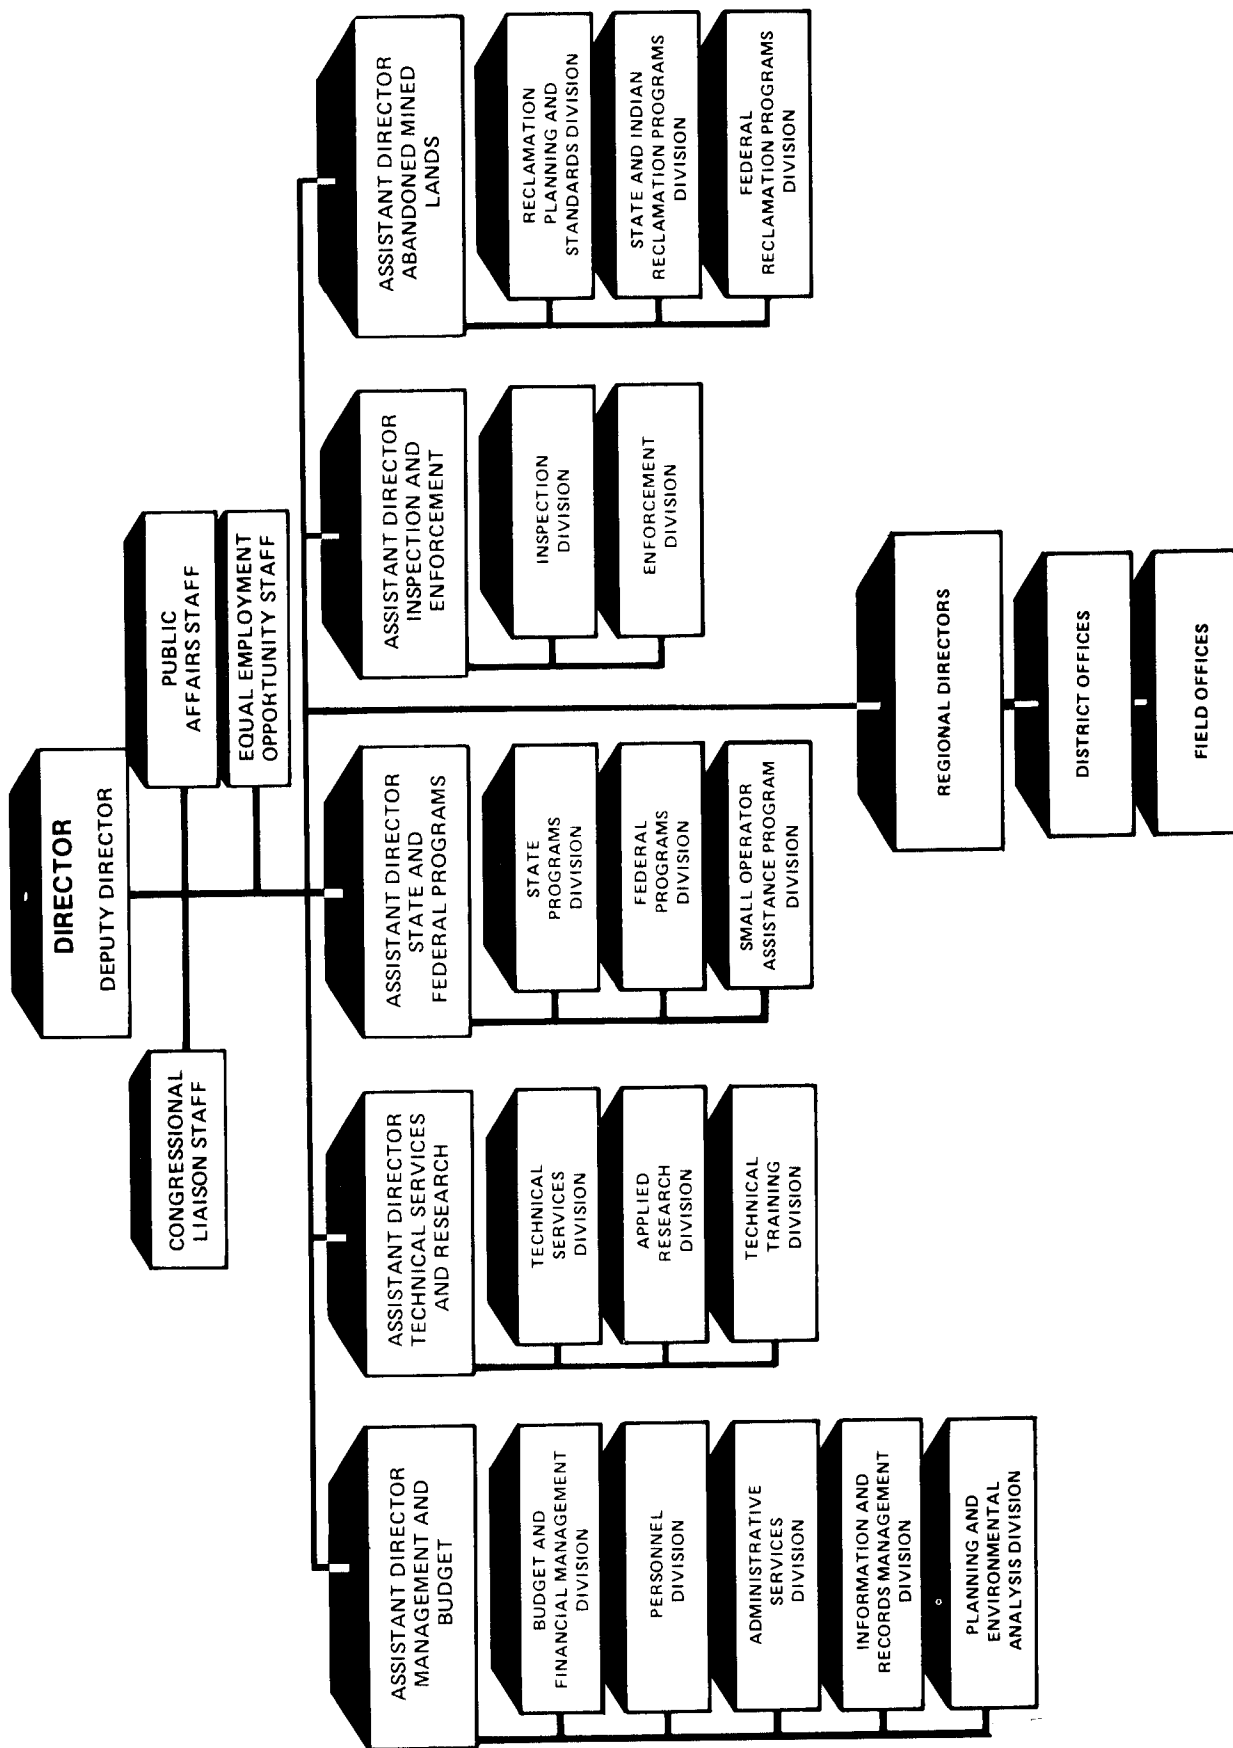 DIRECTOR
DEPUTY DIRECTOR
CONGRESSIONAL
LIAISON STAFF
PUBLIC
AFFAIRS STAFF
EQUAL EMPLOYMENT
OPPORTUNITY STAFF
ASSISTANT DIRECTOR
MANAGEMENT AND
BUDGET
BUDGET AND
FINANCIAL MANAGEMENT
DIVISION
PERSONNEL
DIVISION
ADMINISTRATIVE
SERVICES
DIVISION
INFORMATION AND
RECORDS MANAGEMENT
DIVISION
PLANNING AND
ENVIRONMENTAL
ANALYSIS DIVISION
ASSISTANT DIRECTOR
TECHNICAL SERVICES
AND RESEARCH
TECHNICAL
SERVICES
DIVISION
APPLIED
RESEARCH
DIVISION
TECHNICAL
TRAINING
DIVISION
ASSISTANT DIRECTOR
STATE AND
FEDERAL PROGRAMS
STATE
PROGRAMS
DIVISION
FEDERAL
PROGRAMS
DIVISION
SMALL OPERATOR
ASSISTANCE PROGRAM
DIVISION
ASSISTANT DIRECTOR
INSPECTION AND
ENFORCEMENT
INSPECTION
DIVISION
ENFORCEMENT
DIVISION
ASSISTANT DIRECTOR
ABANDONED MINED
LANDS
RECLAMATION
PLANNING AND
STANDARDS DIVISION
STATE AND INDIAN
RECLAMATION PROGRAMS
DIVISION
FEDERAL
RECLAMATION PROGRAMS
DIVISION
REGIONAL DIRECTORS
DISTRICT OFFICES
FIELD OFFICES